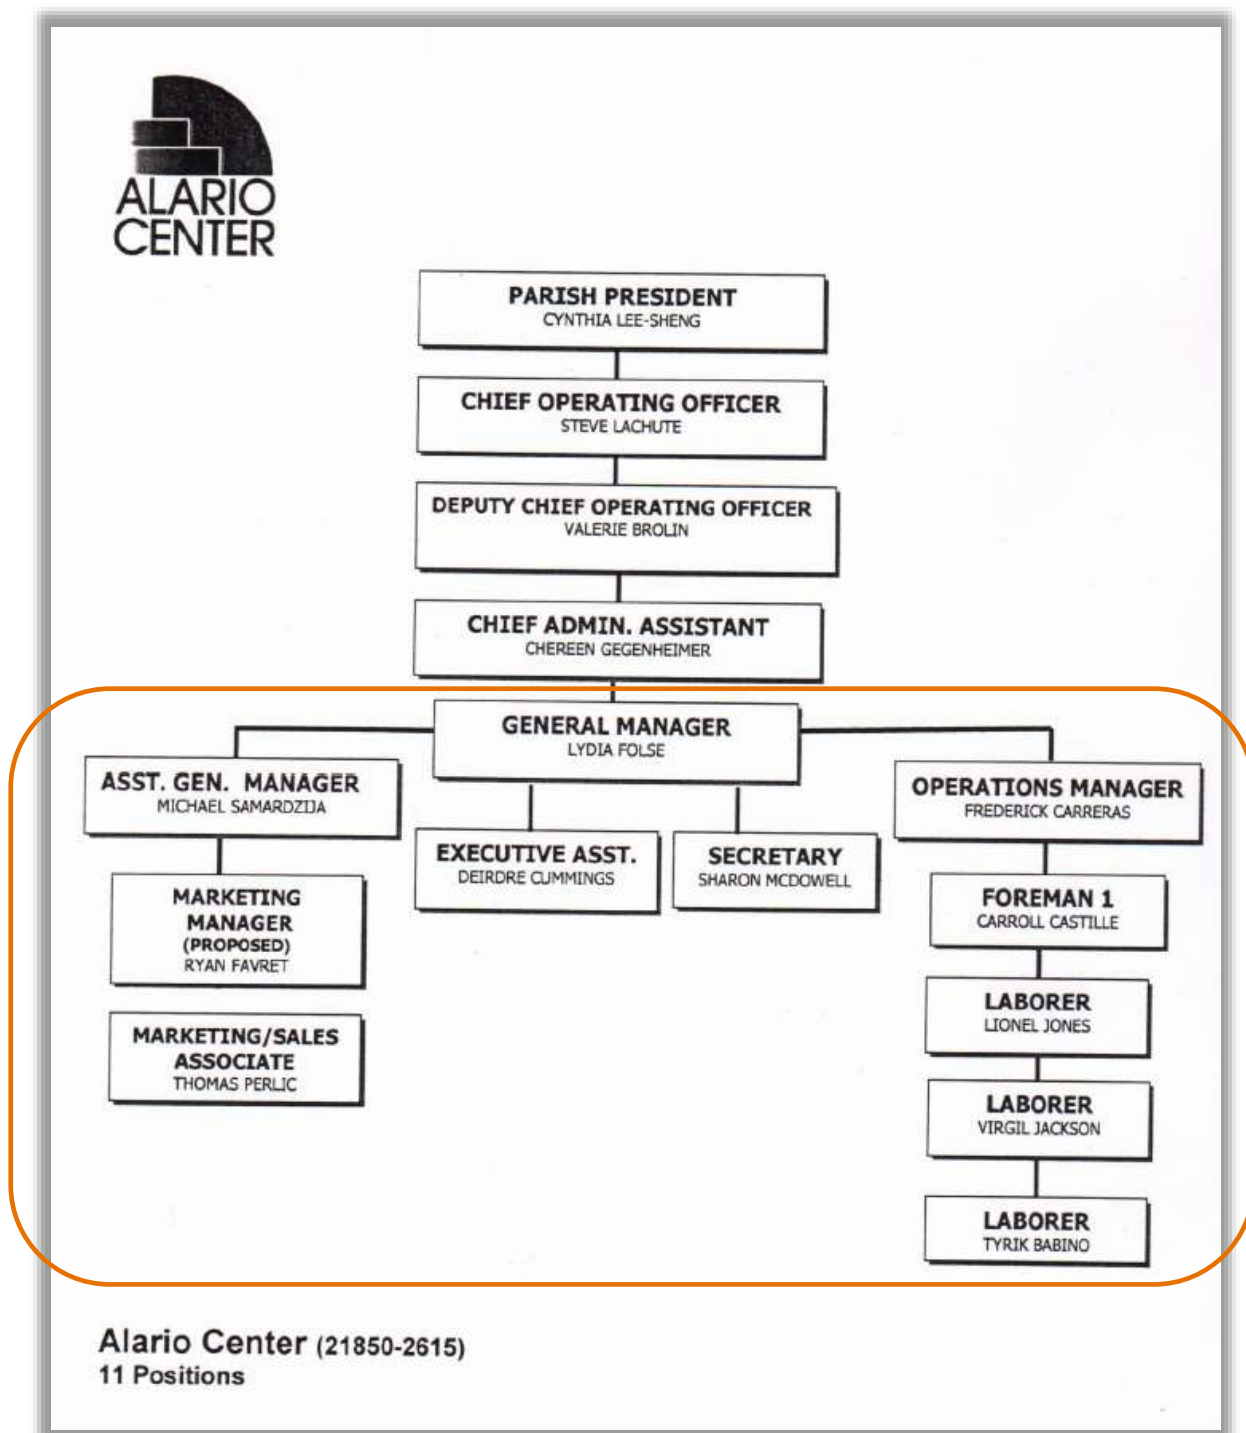 ALARIO
CENTER
PARISH PRESIDENT
CYNTHIA LEE-SHENG
CHIEF OPERATING OFFICER
STEVE LACHUTE
DEPUTY CHIEF OPERATING OFFICER
VALERIE BROLIN
CHIEF ADMIN. ASSISTANT
CHEREEN GEGENHEIMER
GENERAL MANAGER
LYDIA FOLSE
ASST. GEN. MANAGER
MICHAEL SAMARDZIJA
MARKETING
MANAGER
(PROPOSED)
RYAN FAVRET
MARKETING/SALES
ASSOCIATE
THOMAS PERLIC
EXECUTIVE ASST.
DEIRDRE CUMMINGS
SECRETARY
SHARON MCDOWELL
OPERATIONS MANAGER
FREDERICK CARRERAS
FOREMAN 1
CARROLL CASTILLE
LABORER
LIONEL JONES
LABORER
VIRGIL JACKSON
LABORER
TYRIK BABINO
Alario Center (21850-2615)
11 Positions